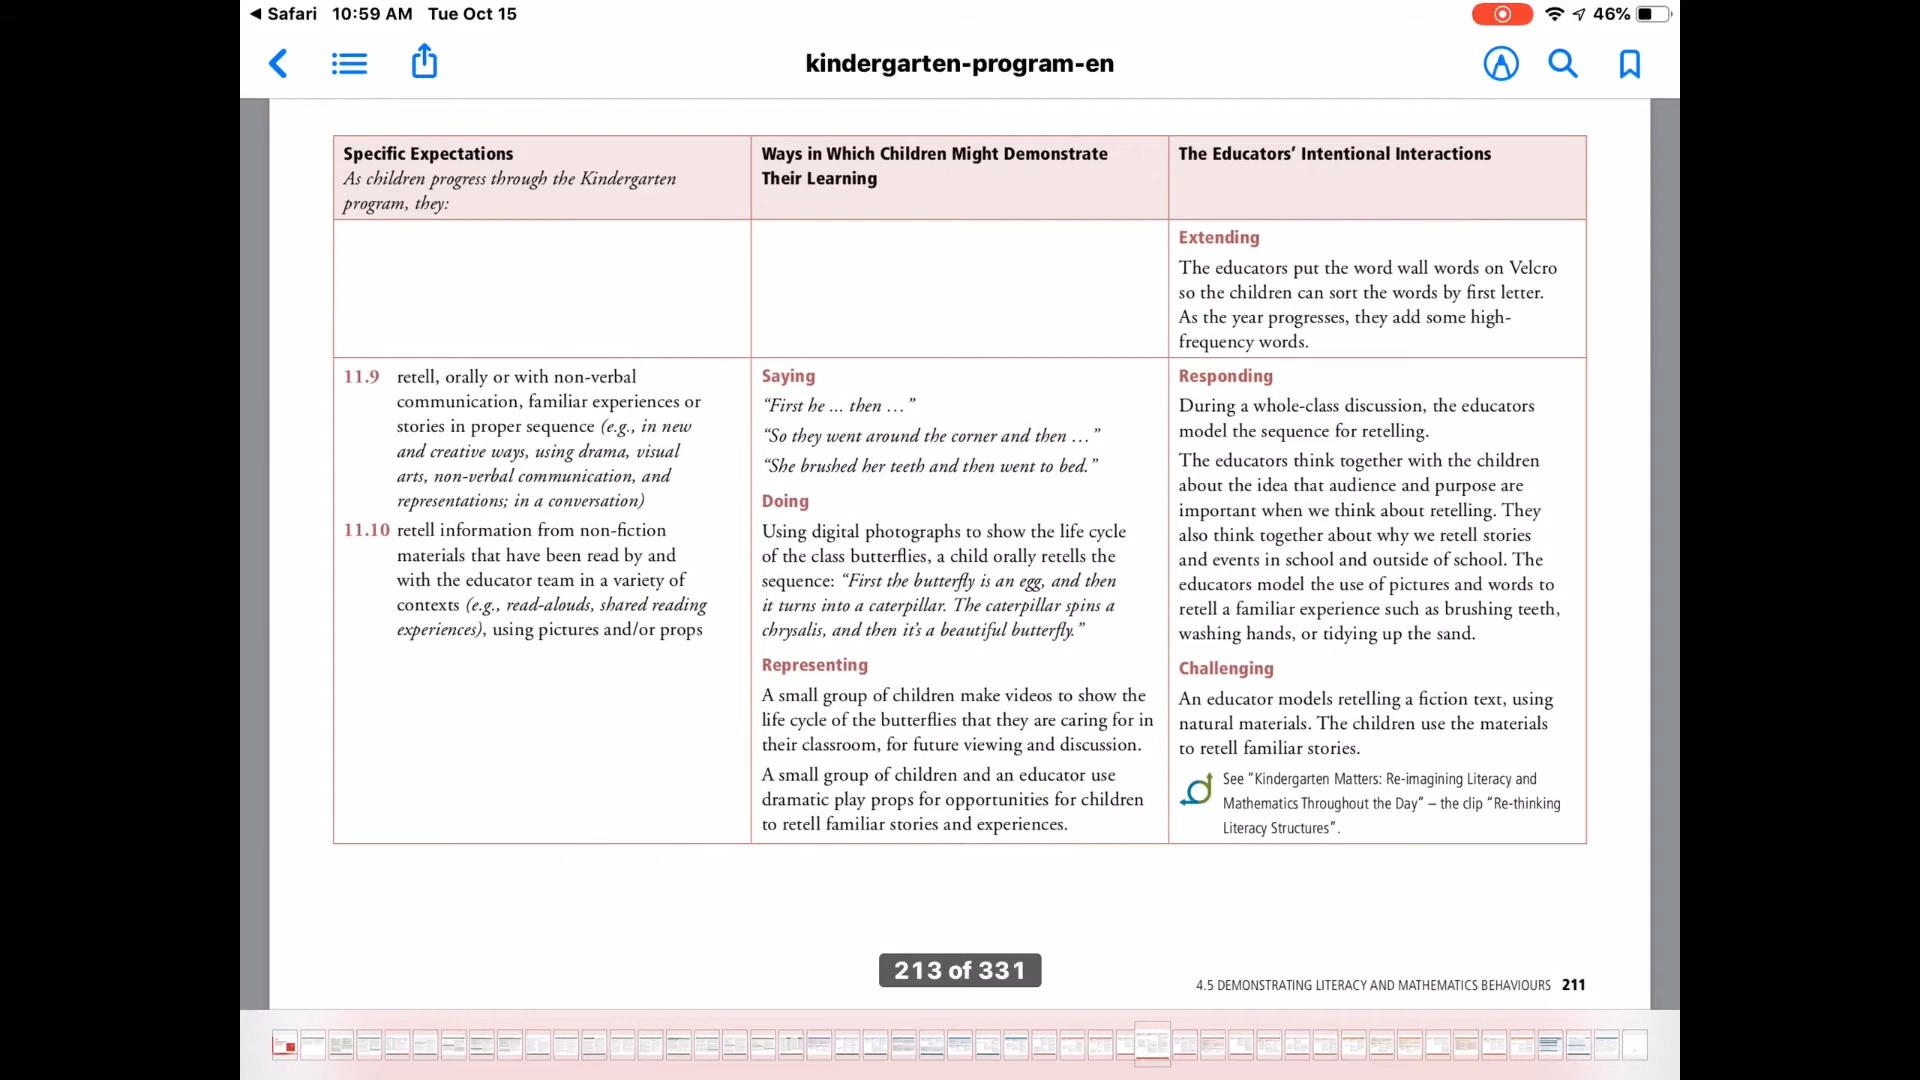 Safari 10:59 AM Tue Oct 15
46%
kindergarten-program-en
Specific Expectations
As children progress through the Kindergarten
program, they:
Ways in Which Children Might Demonstrate
Their Learning
The Educators’ Intentional Interactions
Extending
The educators put the word wall words on Velcro
so the children can sort the words by first letter.
As the year progresses, they add some high-
frequency words.
11.9 retell, orally or with non-verbal
communication, familiar experiences or
stories in proper sequence (e.g., in new
and creative ways, using drama, visual
arts, non-verbal communication, and
representations; in a conversation)
11.10 retell information from non-fiction
materials that have been read by and
with the educator team in a variety of
contexts (e.g., read-alouds, shared reading
experiences), using pictures and/or props
Saying
“First he ... then …”
“So they went around the corner and then …”
“She brushed her teeth and then went to bed.”
Doing
Using digital photographs to show the life cycle
of the class butterflies, a child orally retells the
sequence: “First the butterfly is an egg, and then
it turns into a caterpillar. The caterpillar spins a
chrysalis, and then it’s a beautiful butterfly.”
Representing
A small group of children make videos to show the
life cycle of the butterflies that they are caring for in
their classroom, for future viewing and discussion.
A small group of children and an educator use
dramatic play props for opportunities for children
to retell familiar stories and experiences.
Responding
During a whole-class discussion, the educators
model the sequence for retelling.
The educators think together with the children
about the idea that audience and purpose are
important when we think about retelling. They
also think together about why we retell stories
and events in school and outside of school. The
educators model the use of pictures and words to
retell a familiar experience such as brushing teeth,
washing hands, or tidying up the sand.
Challenging
An educator models retelling a fiction text, using
natural materials. The children use the materials
to retell familiar stories.
See “Kindergarten Matters: Re-imagining Literacy and
Mathematics Throughout the Day” – the clip “Re-thinking
Literacy Structures”.
213 of 331
4.5 DEMONSTRATING LITERACY AND MATHEMATICS BEHAVIOURS 211